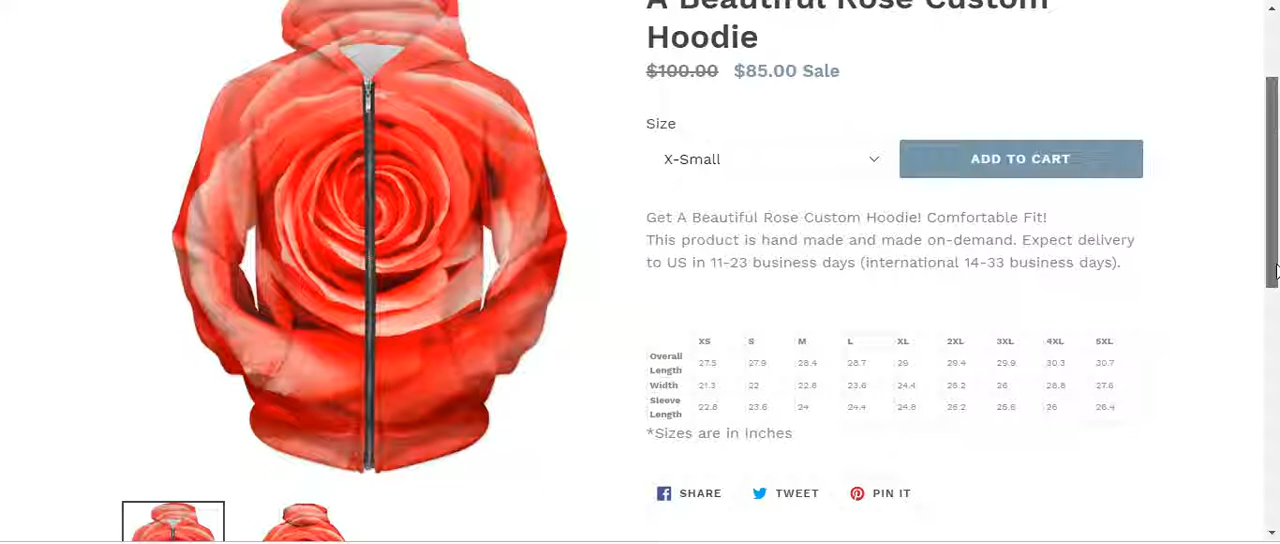 A Beautiful Rose Custom
Hoodie
$100.00 $85.00 Sale
Size
X-Small
ADD TO CART
Get A Beautiful Rose Custom Hoodie! Comfortable Fit!
This product is hand made and made on-demand. Expect delivery
to US in 11-23 business days (international 14-33 business days).
XS S M L XL 2XL 3XL 4XL 5XL
Overall
Length 27.5 27.9 28.4 28.7 29 29.4 29.9 30.3 30.7
Width 21.3 22 22.8 23.6 24.4 25.2 26 26.8 27.6
Sleeve
Length 22.8 23.6 24 24.4 24.8 25.2 25.6 26 26.4
*Sizes are in Inches
SHARE TWEET PIN IT